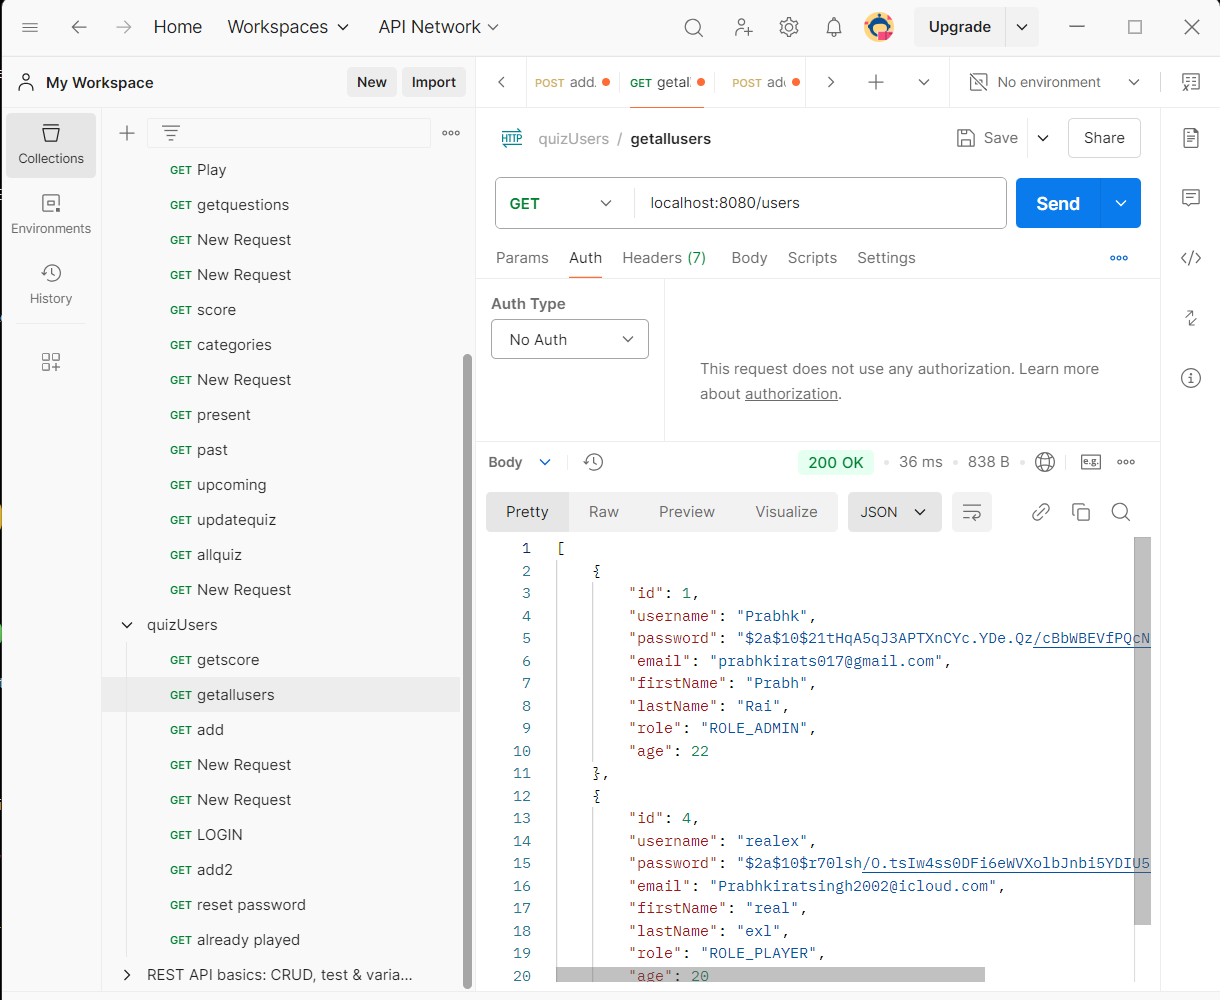 Home Workspaces API Network Upgrade
My Workspace New Import
POST add. GET getal POST add No environment
Collections
Environments
History
GET Play
GET getquestions
GET New Request
GET New Request
GET score
GET categories
GET New Request
GET present
GET past
GET upcoming
GET updatequiz
GET allquiz
GET New Request
quizUsers
GET getscore
GET getallusers
GET add
GET New Request
GET New Request
GET LOGIN
GET add2
GET reset password
GET already played
REST API basics: CRUD, test & varia...
HTTP quizUsers / getallusers Save Share
GET localhost:8080/users Send
Params Auth Headers (7) Body Scripts Settings
Auth Type
No Auth
This request does not use any authorization. Learn more
about authorization.
Body 200 OK 36 ms 838 B e.g.
Pretty Raw Preview Visualize JSON
1 [
2 {
3 "id": 1,
4 "username": "Prabhk",
5 "password": "$2a$10$21tHqA5qJ3APTXnCYc.YDe.Qz/cBbWBEVfPQcN
6 "email": "prabhkirats017@gmail.com",
7 "firstName": "Prabh",
8 "lastName": "Rai",
9 "role": "ROLE_ADMIN",
10 "age": 22
11 },
12 {
13 "id": 4,
14 "username": "realex",
15 "password": "$2a$10$r70lsh/O.tsIw4ss0DFi6eWVXolbJnbi5YDIU5
16 "email": "Prabhkiratsingh2002@icloud.com",
17 "firstName": "real",
18 "lastName": "exl",
19 "role": "ROLE_PLAYER",
20 "age": 20